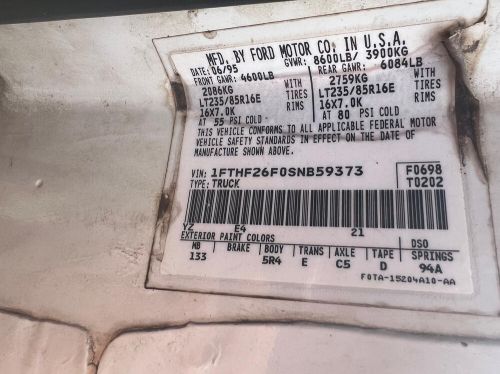 MFD. BY FORD MOTOR CO. IN U.S.A.
DATE: 06/95 GVWR: 8600LB/ 3900KG
FRONT GAWR: 4600LB REAR GAWR: 6084LB
2086KG WITH 2759KG WITH
LT235/85R16E TIRES LT235/85R16E TIRES
16X7.0K RIMS 16X7.0K RIMS
AT 55 PSI COLD AT 80 PSI COLD
THIS VEHICLE CONFORMS TO ALL APPLICABLE FEDERAL MOTOR
VEHICLE SAFETY STANDARDS IN EFFECT ON THE DATE OF
MANUFACTURE SHOWN ABOVE.
VIN: 1FTHF26F0SNB59373 F0698
TYPE: TRUCK T0202
YZ E4 21
EXTERIOR PAINT COLORS DSO
WB BRAKE BODY TRANS AXLE TAPE SPRINGS
133 5R4 E C5 D 94A
F0TA-15204A10-AA